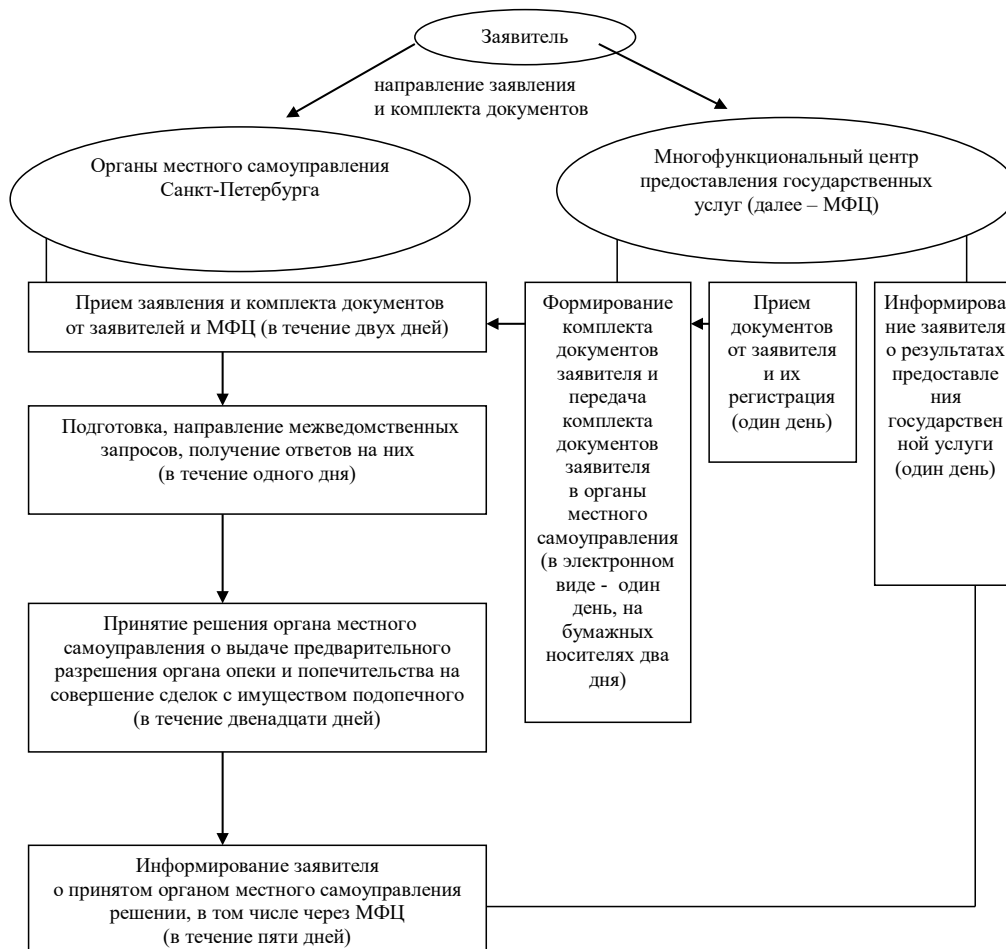 Заявитель
направление заявления
и комплекта документов
Органы местного самоуправления
Санкт-Петербурга
Многофункциональный центр
предоставления государственных
услуг (далее – МФЦ)
Прием заявления и комплекта документов
от заявителей и МФЦ (в течение двух дней)
Формирование
комплекта
документов
заявителя и
передача
комплекта
документов
заявителя
в органы
местного
самоуправления
(в электронном
виде -  один
день, на
бумажных
носителях два
дня)
Прием
документов
от заявителя
и их
регистрация
(один день)
Информирова
ние заявителя
о результатах
предоставле
ния
государствен
ной услуги
(один день)
Подготовка, направление межведомственных
запросов, получение ответов на них
(в течение одного дня)
Принятие решения органа местного
самоуправления о выдаче предварительного
разрешения органа опеки и попечительства на
совершение сделок с имуществом подопечного
(в течение двенадцати дней)
Информирование заявителя
о принятом органом местного самоуправления
решении, в том числе через МФЦ
(в течение пяти дней)